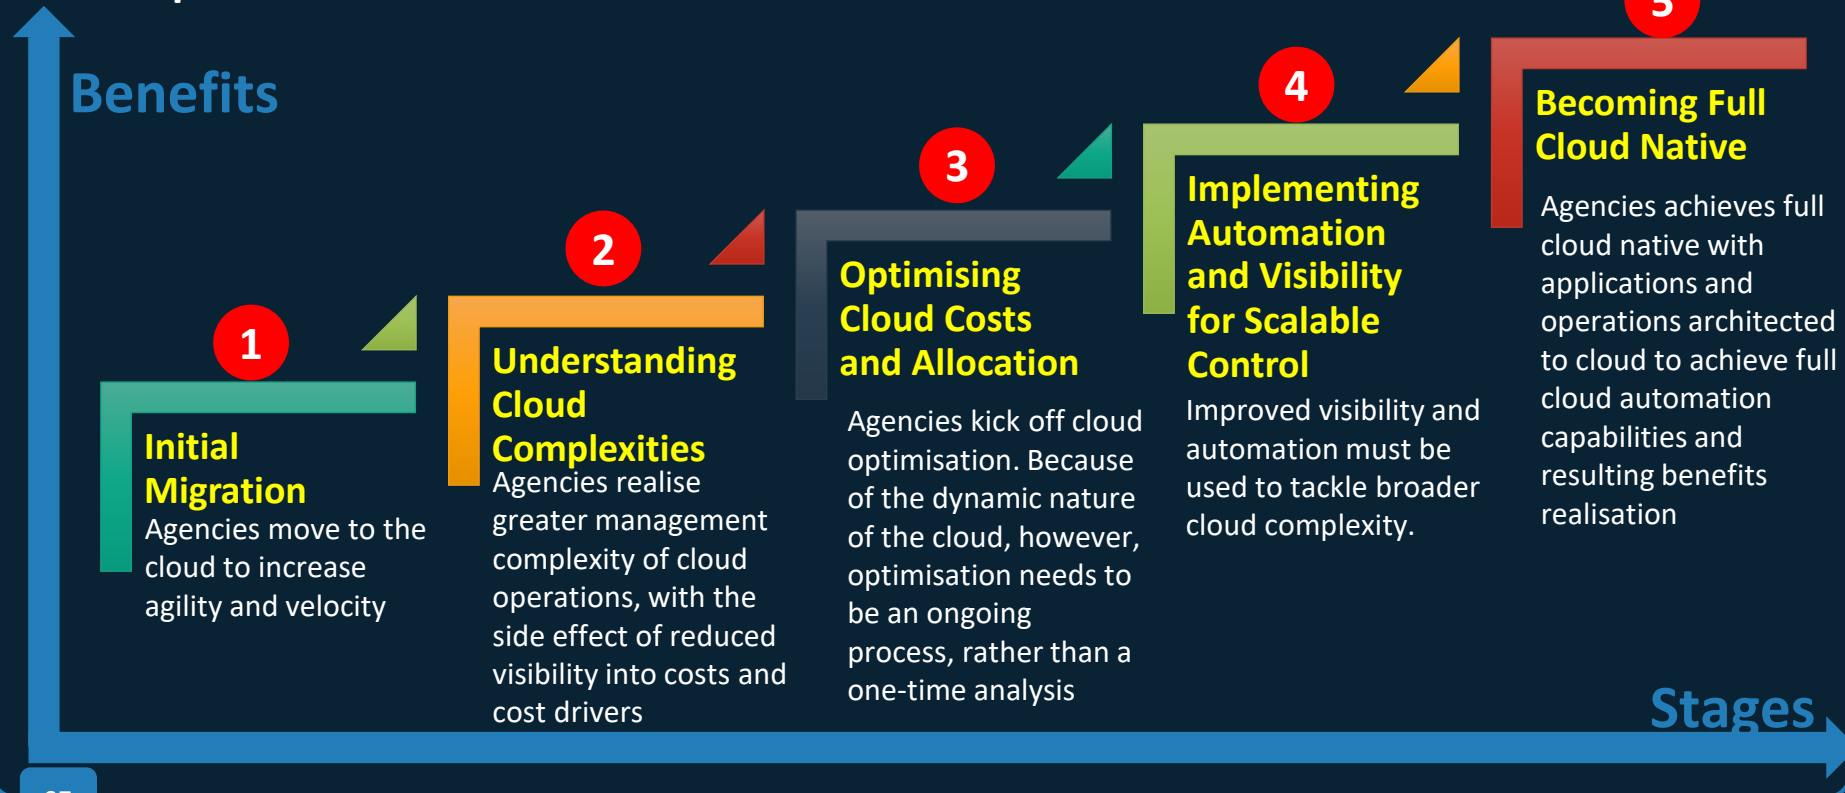 Benefits
1
Initial
Migration
Agencies move to the
cloud to increase
agility and velocity
2
Understanding
Cloud
Complexities
Agencies realise
greater management
complexity of cloud
operations, with the
side effect of reduced
visibility into costs and
cost drivers
3
Optimising
Cloud Costs
and Allocation
Agencies kick off cloud
optimisation. Because
of the dynamic nature
of the cloud, however,
optimisation needs to
be an ongoing
process, rather than a
one-time analysis
4
Implementing
Automation
and Visibility
for Scalable
Control
Improved visibility and
automation must be
used to tackle broader
cloud complexity.
5
Becoming Full
Cloud Native
Agencies achieves full
cloud native with
applications and
operations architected
to cloud to achieve full
cloud automation
capabilities and
resulting benefits
realisation
Stages